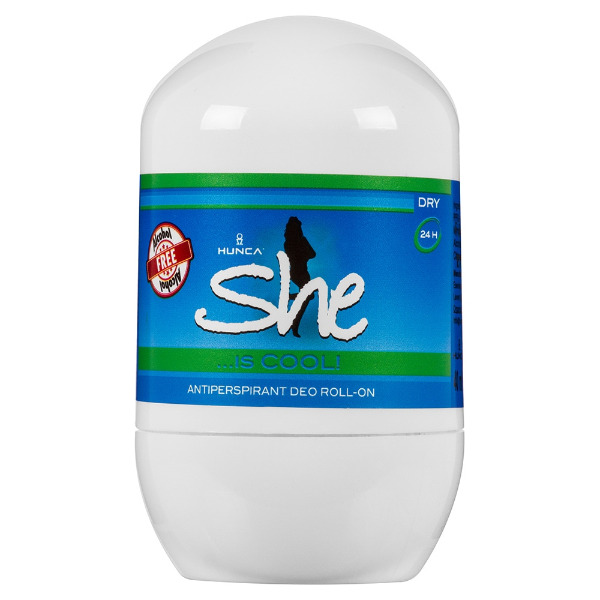 DRY
24 H
Alcohol
FREE
Alcohol
HUNCA
She
...is COOL!
ANTIPERSPIRANT DEO ROLL-ON